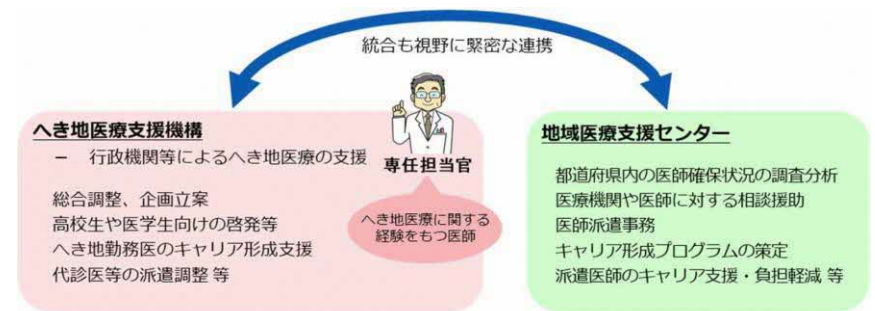 統合も視野に緊密な連携
へき地医療支援機構
－ 行政機関等によるへき地医療の支援
総合調整、企画立案
高校生や医学生向けの啓発等
へき地勤務医のキャリア形成支援
代診医等の派遣調整 等
専任担当官
へき地医療に関する
経験をもつ医師
地域医療支援センター
都道府県内の医師確保状況の調査分析
医療機関や医師に対する相談援助
医師派遣事務
キャリア形成プログラムの策定
派遣医師のキャリア支援・負担軽減 等